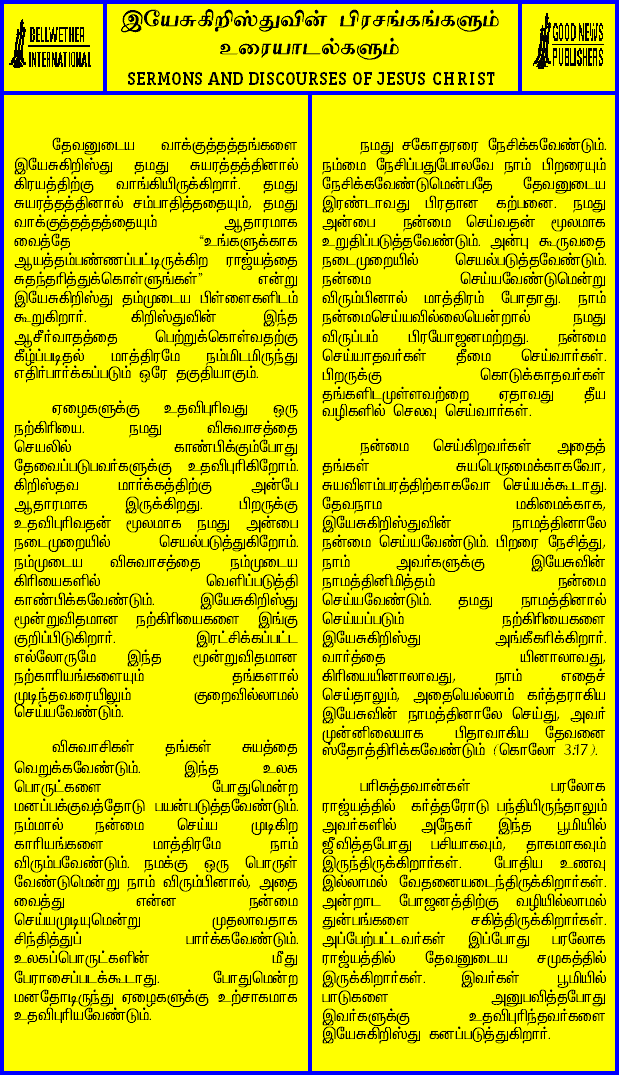 BELLWETHER
INTERNATIONAL
இயேசுகிறிஸ்துவின் பிரசங்கங்களும்
உரையாடல்களும்
SERMONS AND DISCOURSES OF JESUS CHRIST
GOOD NEWS
PUBLISHERS
தேவனுடைய வாக்குத்தத்தங்களை
இயேசுகிறிஸ்து தமது சுயரத்தத்தினால்
கிரயத்திற்கு வாங்கியிருக்கிறார். தமது
சுயரத்தத்தினால் சம்பாதித்ததையும், தமது
வாக்குத்தத்தத்தையும் ஆதாரமாக
வைத்தே “உங்களுக்காக
ஆயத்தம்பண்ணப்பட்டிருக்கிற ராஜ்யத்தை
சுதந்தரித்துக்கொள்ளுங்கள்” என்று
இயேசுகிறிஸ்து தம்முடைய பிள்ளைகளிடம்
கூறுகிறார். கிறிஸ்துவின் இந்த
ஆசீர்வாதத்தை பெற்றுக்கொள்வதற்கு
கீழ்ப்படிதல் மாத்திரமே நம்மிடமிருந்து
எதிர்பார்க்கப்படும் ஒரே தகுதியாகும்.
ஏழைகளுக்கு உதவிபுரிவது ஒரு
நற்கிரியை. நமது விசுவாசத்தை
செயலில் காண்பிக்கும்போது
தேவைப்படுபவர்களுக்கு உதவிபுரிகிறோம்.
கிறிஸ்தவ மார்க்கத்திற்கு அன்பே
ஆதாரமாக இருக்கிறது. பிறருக்கு
உதவிபுரிவதன் மூலமாக நமது அன்பை
நடைமுறையில் செயல்படுத்துகிறோம்.
நம்முடைய விசுவாசத்தை நம்முடைய
கிரியைகளில் வெளிப்படுத்தி
காண்பிக்கவேண்டும். இயேசுகிறிஸ்து
மூன்றுவிதமான நற்கிரியைகளை இங்கு
குறிப்பிடுகிறார். இரட்சிக்கப்பட்ட
எல்லோருமே இந்த மூன்றுவிதமான
நற்காரியங்களையும் தங்களால்
முடிந்தவரையிலும் குறைவில்லாமல்
செய்யவேண்டும்.
விசுவாசிகள் தங்கள் சுயத்தை
வெறுக்கவேண்டும். இந்த உலக
பொருட்களை போதுமென்ற
மனப்பக்குவத்தோடு பயன்படுத்தவேண்டும்.
நம்மால் நன்மை செய்ய முடிகிற
காரியங்களை மாத்திரமே நாம்
விரும்பவேண்டும். நமக்கு ஒரு பொருள்
வேண்டுமென்று நாம் விரும்பினால், அதை
வைத்து என்ன நன்மை
செய்யமுடியுமென்று முதலாவதாக
சிந்தித்துப் பார்க்கவேண்டும்.
உலகப்பொருட்களின் மீது
பேராசைப்படக்கூடாது. போதுமென்ற
மனதோடிருந்து ஏழைகளுக்கு உற்சாகமாக
உதவிபுரியவேண்டும்.
நமது சகோதரரை நேசிக்கவேண்டும்.
நம்மை நேசிப்பதுபோலவே நாம் பிறரையும்
நேசிக்கவேண்டுமென்பதே தேவனுடைய
இரண்டாவது பிரதான கற்பனை. நமது
அன்பை நன்மை செய்வதன் மூலமாக
உறுதிப்படுத்தவேண்டும். அன்பு கூருவதை
நடைமுறையில் செயல்படுத்தவேண்டும்.
நன்மை செய்யவேண்டுமென்று
விரும்பினால் மாத்திரம் போதாது. நாம்
நன்மைசெய்யவில்லையென்றால் நமது
விருப்பம் பிரயோஜனமற்றது. நன்மை
செய்யாதவர்கள் தீமை செய்வார்கள்.
பிறருக்கு கொடுக்காதவர்கள்
தங்களிடமுள்ளவற்றை ஏதாவது தீய
வழிகளில் செலவு செய்வார்கள்.
நன்மை செய்கிறவர்கள் அதைத்
தங்கள் சுயபெருமைக்காகவோ,
சுயவிளம்பரத்திற்காகவோ செய்யக்கூடாது.
தேவநாம மகிமைக்காக,
இயேசுகிறிஸ்துவின் நாமத்தினாலே
நன்மை செய்யவேண்டும். பிறரை நேசித்து,
நாம் அவர்களுக்கு இயேசுவின்
நாமத்தினிமித்தம் நன்மை
செய்யவேண்டும். தமது நாமத்தினால்
செய்யப்படும் நற்கிரியைகளை
இயேசுகிறிஸ்து அங்கீகரிக்கிறார்.
வார்த்தை யினாலாவது,
கிரியையினாலாவது, நாம் எதைச்
செய்தாலும், அதையெல்லாம் கர்த்தராகிய
இயேசுவின் நாமத்தினாலே செய்து, அவர்
முன்னிலையாக பிதாவாகிய தேவனை
ஸ்தோத்திரிக்கவேண்டும் (கொலோ 3:17).
பரிசுத்தவான்கள் பரலோக
ராஜ்யத்தில் கர்த்தரோடு பந்தியிருந்தாலும்
அவர்களில் அநேகர் இந்த பூமியில்
ஜீவித்தபோது பசியாகவும், தாகமாகவும்
இருந்திருக்கிறார்கள். போதிய உணவு
இல்லாமல் வேதனையடைந்திருக்கிறார்கள்.
அன்றாட போஜனத்திற்கு வழியில்லாமல்
துன்பங்களை சகித்திருக்கிறார்கள்.
அப்பேற்பட்டவர்கள் இப்போது பரலோக
ராஜ்யத்தில் தேவனுடைய சமுகத்தில்
இருக்கிறார்கள். இவர்கள் பூமியில்
பாடுகளை அனுபவித்தபோது
இவர்களுக்கு உதவிபுரிந்தவர்களை
இயேசுகிறிஸ்து கனப்படுத்துகிறார்.